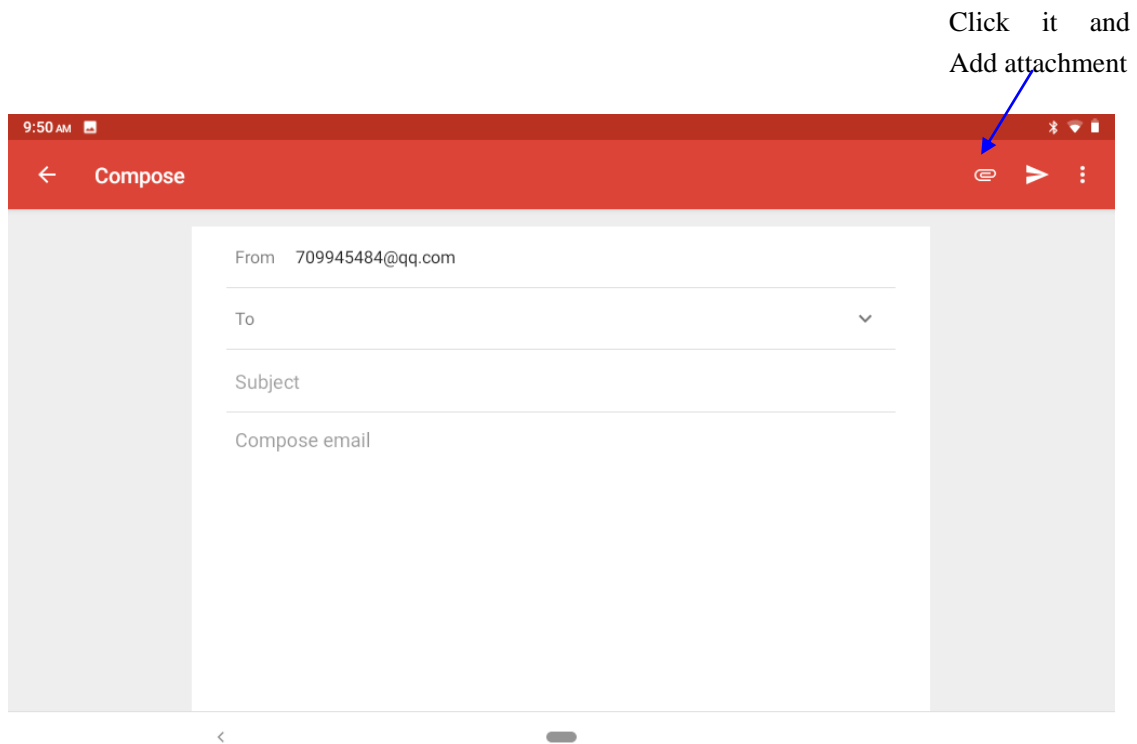 Click it and
Add attachment
9:50 AM
Compose
From 709945484@qq.com
To
Subject
Compose email